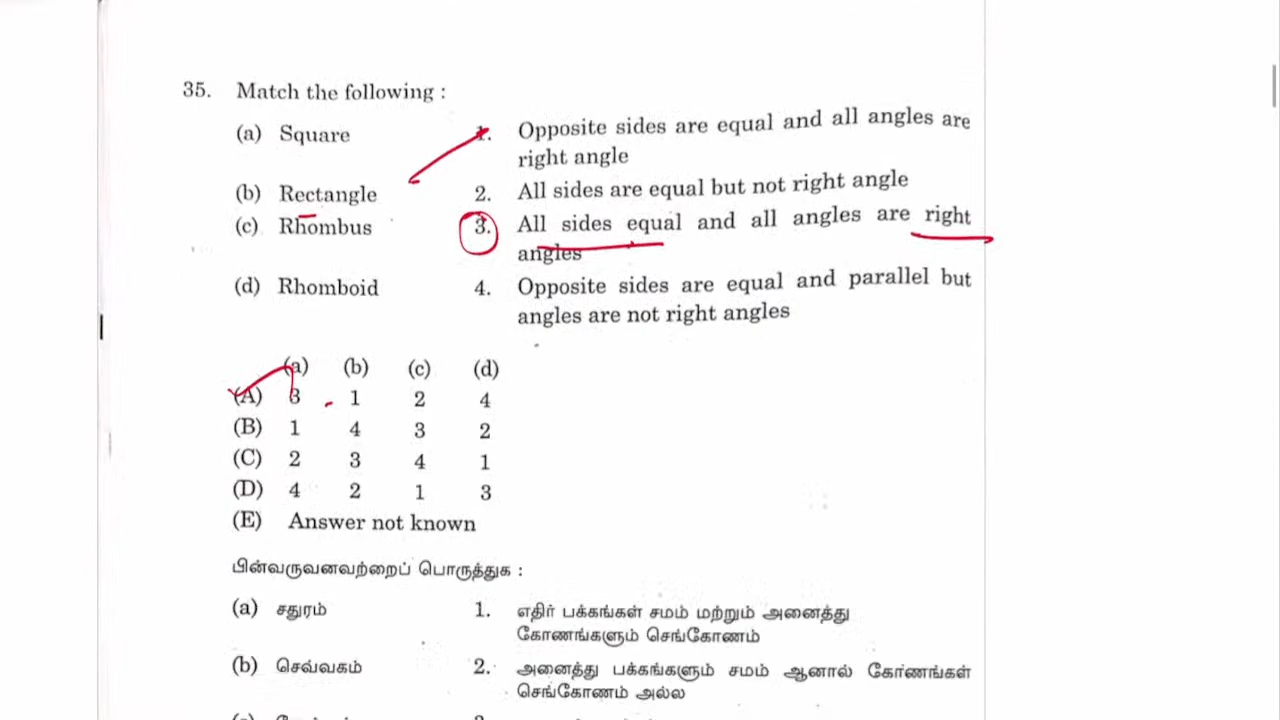 35. Match the following :
(a) Square 1. Opposite sides are equal and all angles are
right angle
(b) Rectangle 2. All sides are equal but not right angle
(c) Rhombus 3. All sides equal and all angles are right
angles
(d) Rhomboid 4. Opposite sides are equal and parallel but
angles are not right angles
(a) (b) (c) (d)
(A) 3 1 2 4
(B) 1 4 3 2
(C) 2 3 4 1
(D) 4 2 1 3
(E) Answer not known
பின்வருவனவற்றைப் பொருத்துக :
(a) சதுரம் 1. எதிர் பக்கங்கள் சமம் மற்றும் அனைத்து
கோணங்களும் செங்கோணம்
(b) செவ்வகம் 2. அனைத்து பக்கங்களும் சமம் ஆனால் கோணங்கள்
செங்கோணம் அல்ல